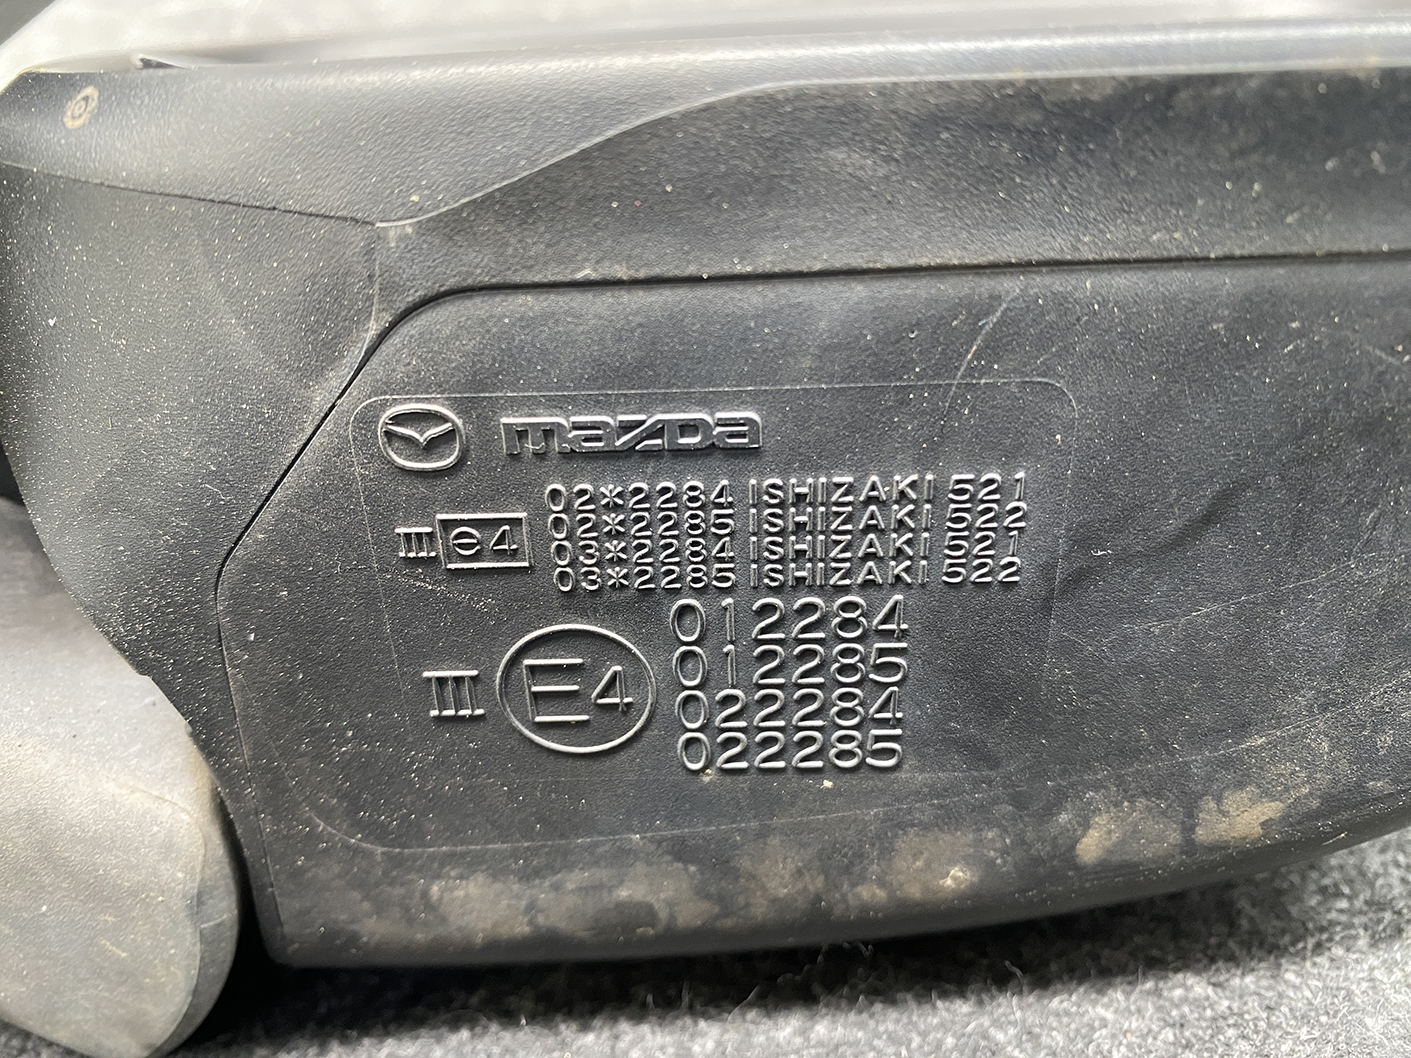 mazda
02*2284 ISHIZAKI 521
02*2285 ISHIZAKI 522
03*2284 ISHIZAKI 521
03*2285 ISHIZAKI 522
III e4
012284
012285
022284
022285
III E4